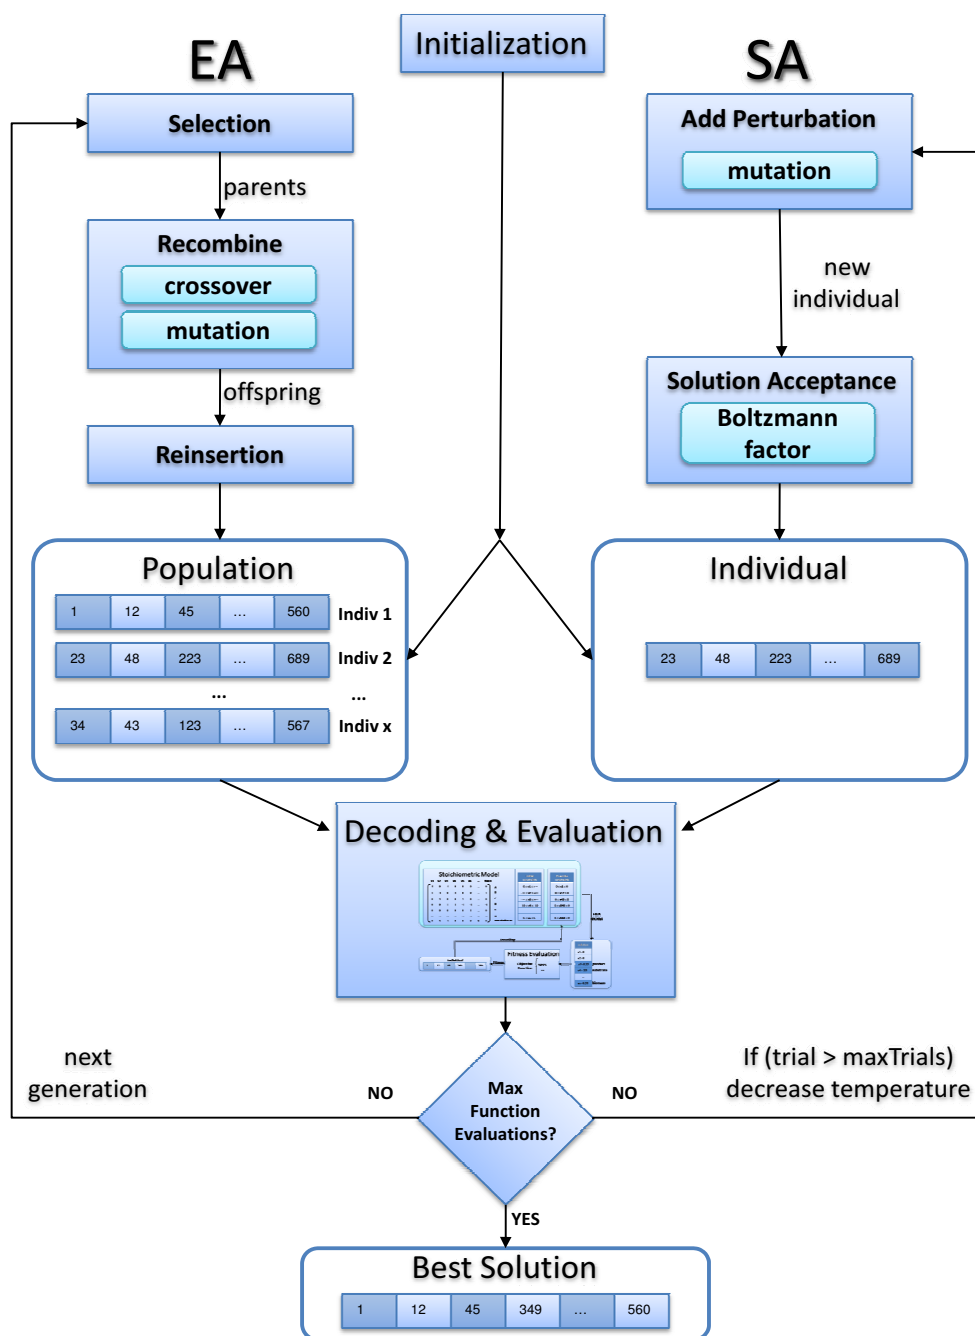 Initialization
EA
SA
Selection
parents
Recombine
crossover
mutation
offspring
Reinsertion
Add Perturbation
mutation
new
individual
Solution Acceptance
Boltzmann
factor
Population
1 12 45 ... 560 Indiv 1
23 48 223 ... 689 Indiv 2
... ...
34 43 123 ... 567 Indiv x
Individual
23 48 223 ... 689
Decoding & Evaluation
Stoichiometric Model
Fitness Evaluation
next
generation
NO
Max
Function
Evaluations?
NO
If (trial > maxTrials)
decrease temperature
YES
Best Solution
1 12 45 349 ... 560